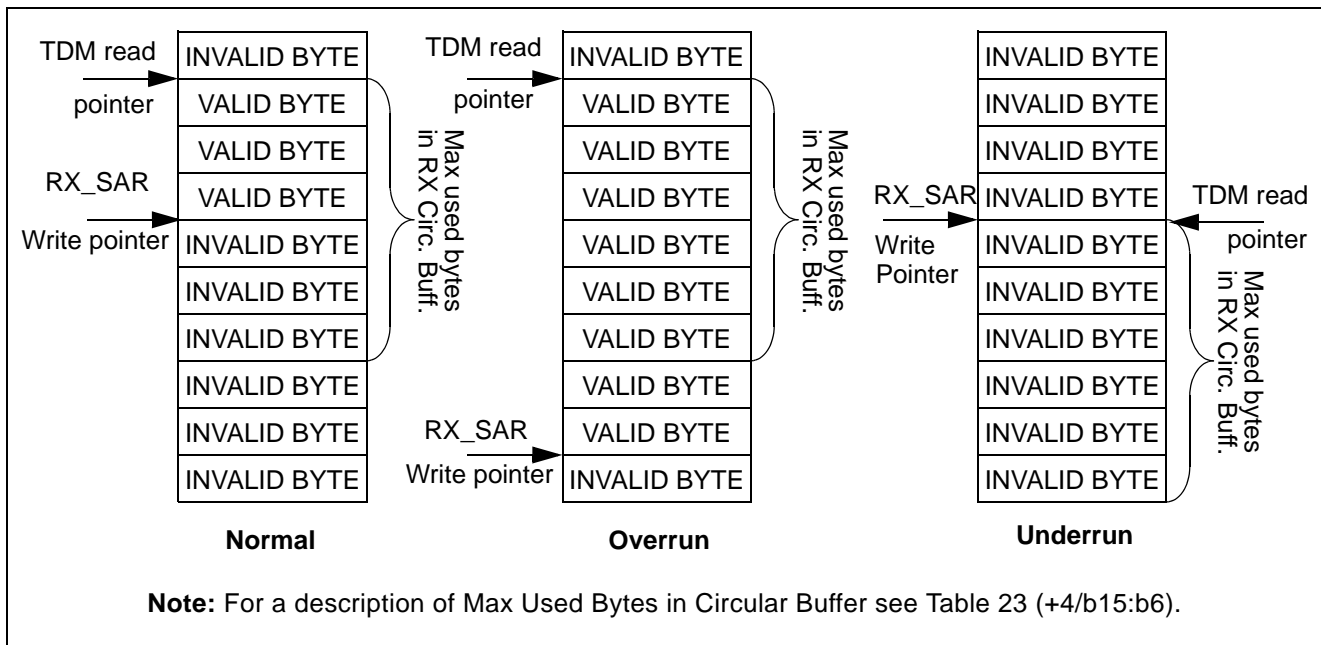 TDM read
pointer
RX_SAR
Write pointer
INVALID BYTE
VALID BYTE
VALID BYTE
VALID BYTE
INVALID BYTE
INVALID BYTE
INVALID BYTE
INVALID BYTE
INVALID BYTE
INVALID BYTE
Max used bytes
in RX Circ. Buff.
Normal
TDM read
pointer
RX_SAR
Write pointer
INVALID BYTE
VALID BYTE
VALID BYTE
VALID BYTE
VALID BYTE
VALID BYTE
VALID BYTE
VALID BYTE
VALID BYTE
INVALID BYTE
Max used bytes
in RX Circ. Buff.
Overrun
RX_SAR
Write
Pointer
INVALID BYTE
INVALID BYTE
INVALID BYTE
INVALID BYTE
INVALID BYTE
INVALID BYTE
INVALID BYTE
INVALID BYTE
INVALID BYTE
INVALID BYTE
TDM read
pointer
Max used bytes
in RX Circ. Buff.
Underrun
Note: For a description of Max Used Bytes in Circular Buffer see Table 23 (+4/b15:b6).